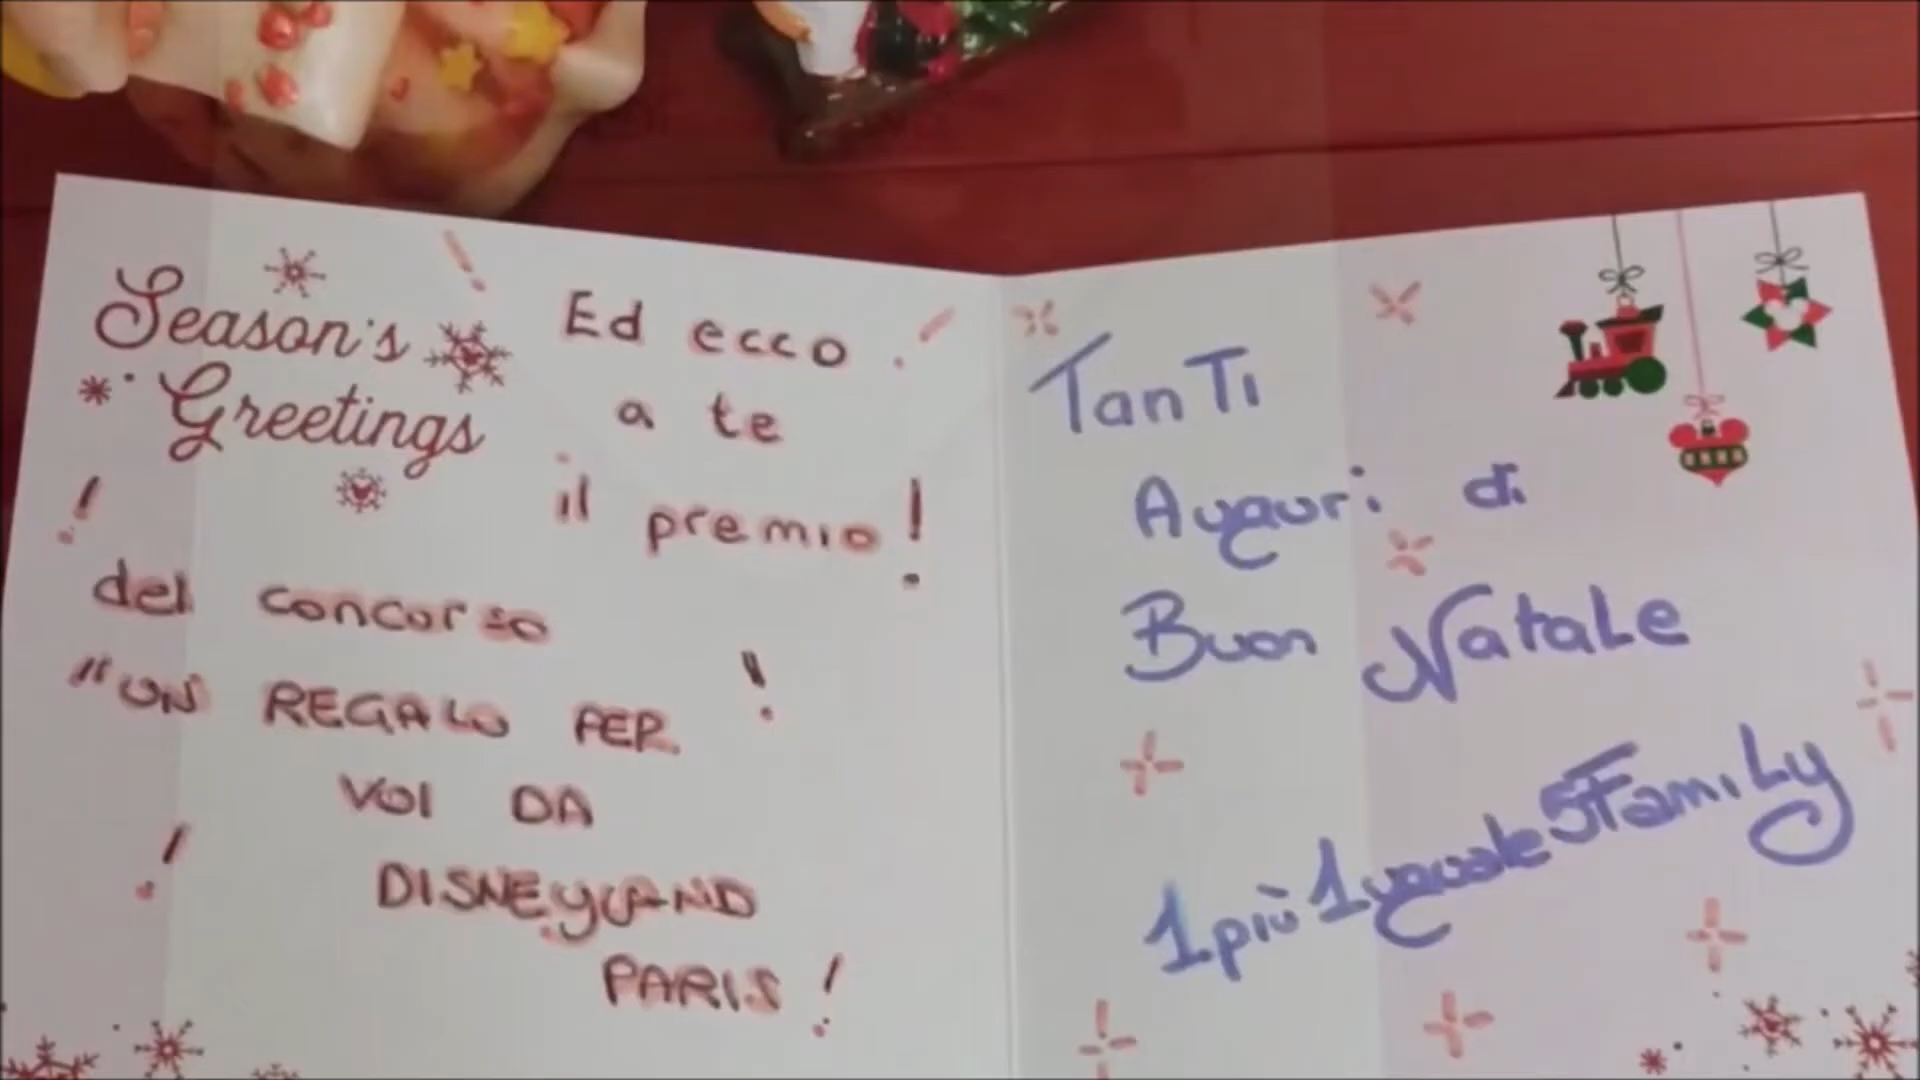 Season's
Greetings
Ed ecco
a te
il premio!
del concorso
"UN REGALO PER
VOI DA
DISNEYLAND
PARIS!
Tanti
Auguri di
Buon Natale
1più1uguale5Family